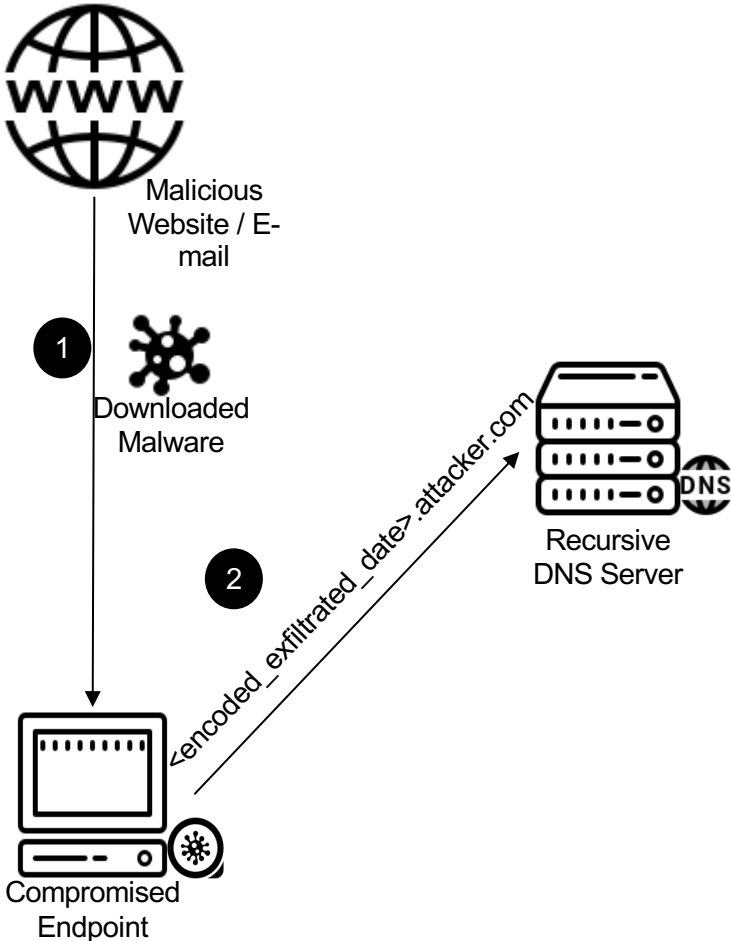 WWW
Malicious
Website / E-
mail
1
Downloaded
Malware
<encoded_exfiltrated_date>.attacker.com
DNS
Recursive
DNS Server
2
Compromised
Endpoint